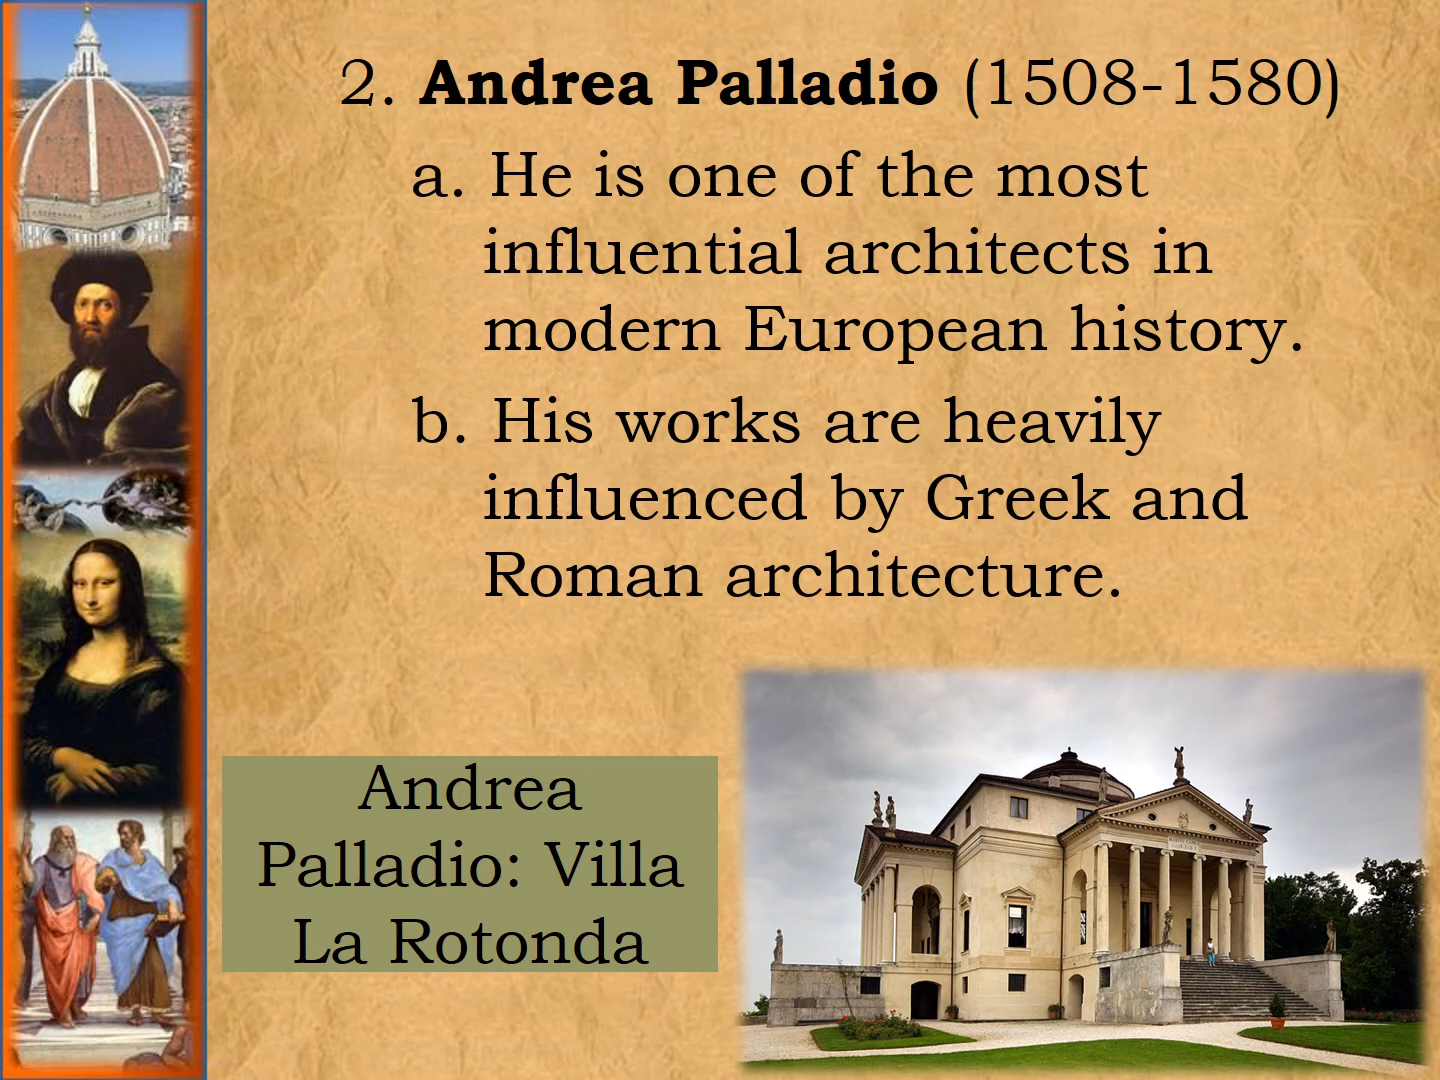 2. Andrea Palladio (1508-1580)
a. He is one of the most
influential architects in
modern European history.
b. His works are heavily
influenced by Greek and
Roman architecture.
Andrea
Palladio: Villa
La Rotonda